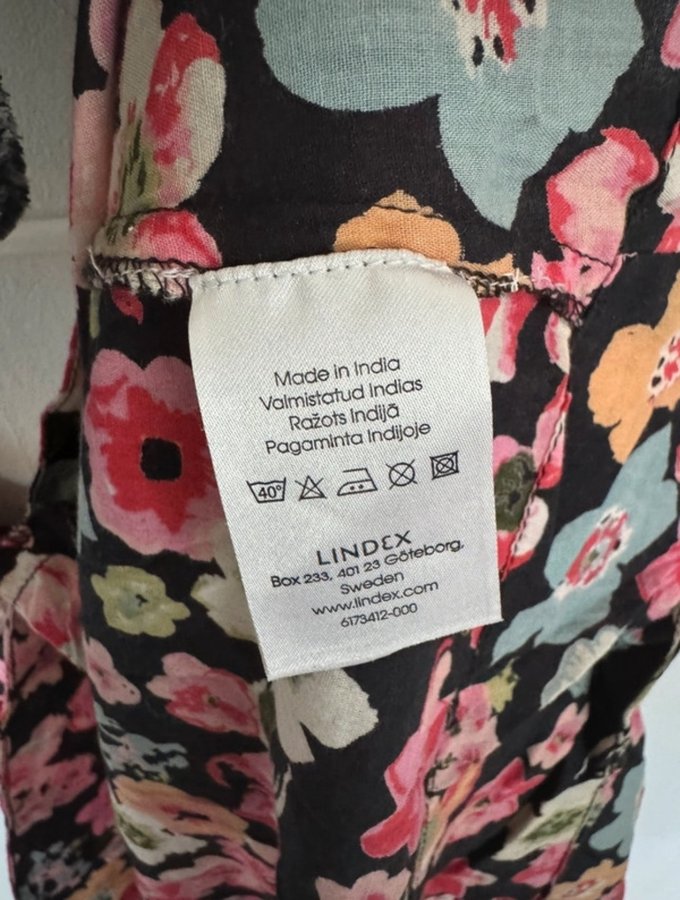 Made in India
Valmistatud Indias
Ražots Indijā
Pagaminta Indijoje
40°
LINDEX
Box 233, 401 23 Göteborg,
Sweden
www.lindex.com
6173412-000